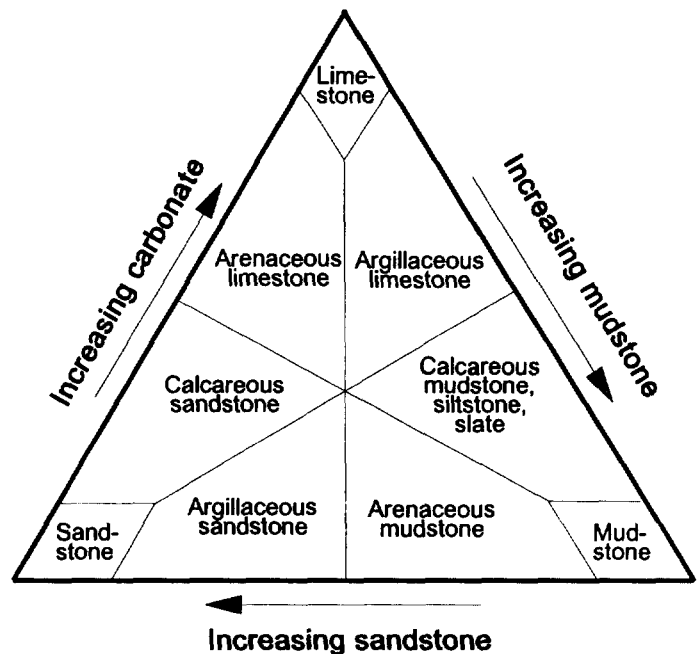 Lime-
stone
Increasing carbonate
Increasing mudstone
Arenaceous
limestone
Argillaceous
limestone
Calcareous
sandstone
Calcareous
mudstone,
siltstone,
slate
Sand-
stone
Argillaceous
sandstone
Arenaceous
mudstone
Mud-
stone
Increasing sandstone